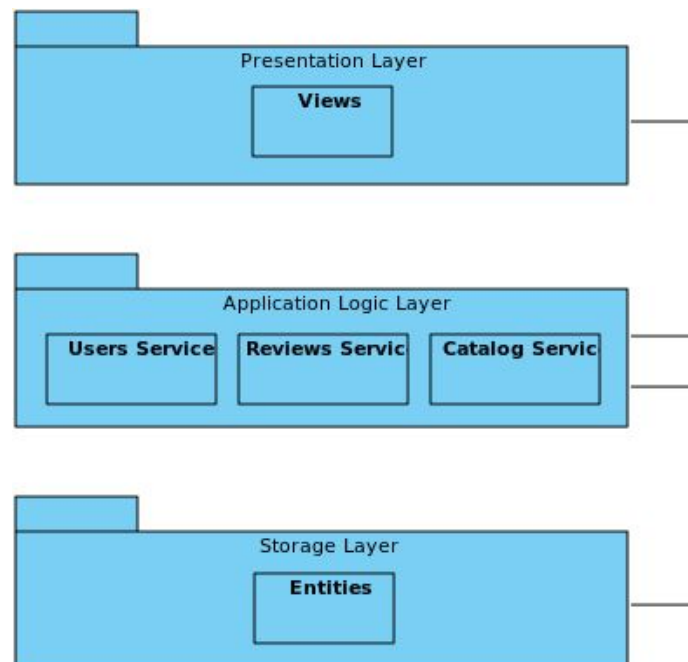 Presentation Layer
Views
Application Logic Layer
Users Service
Reviews Servic
Catalog Servic
Storage Layer
Entities